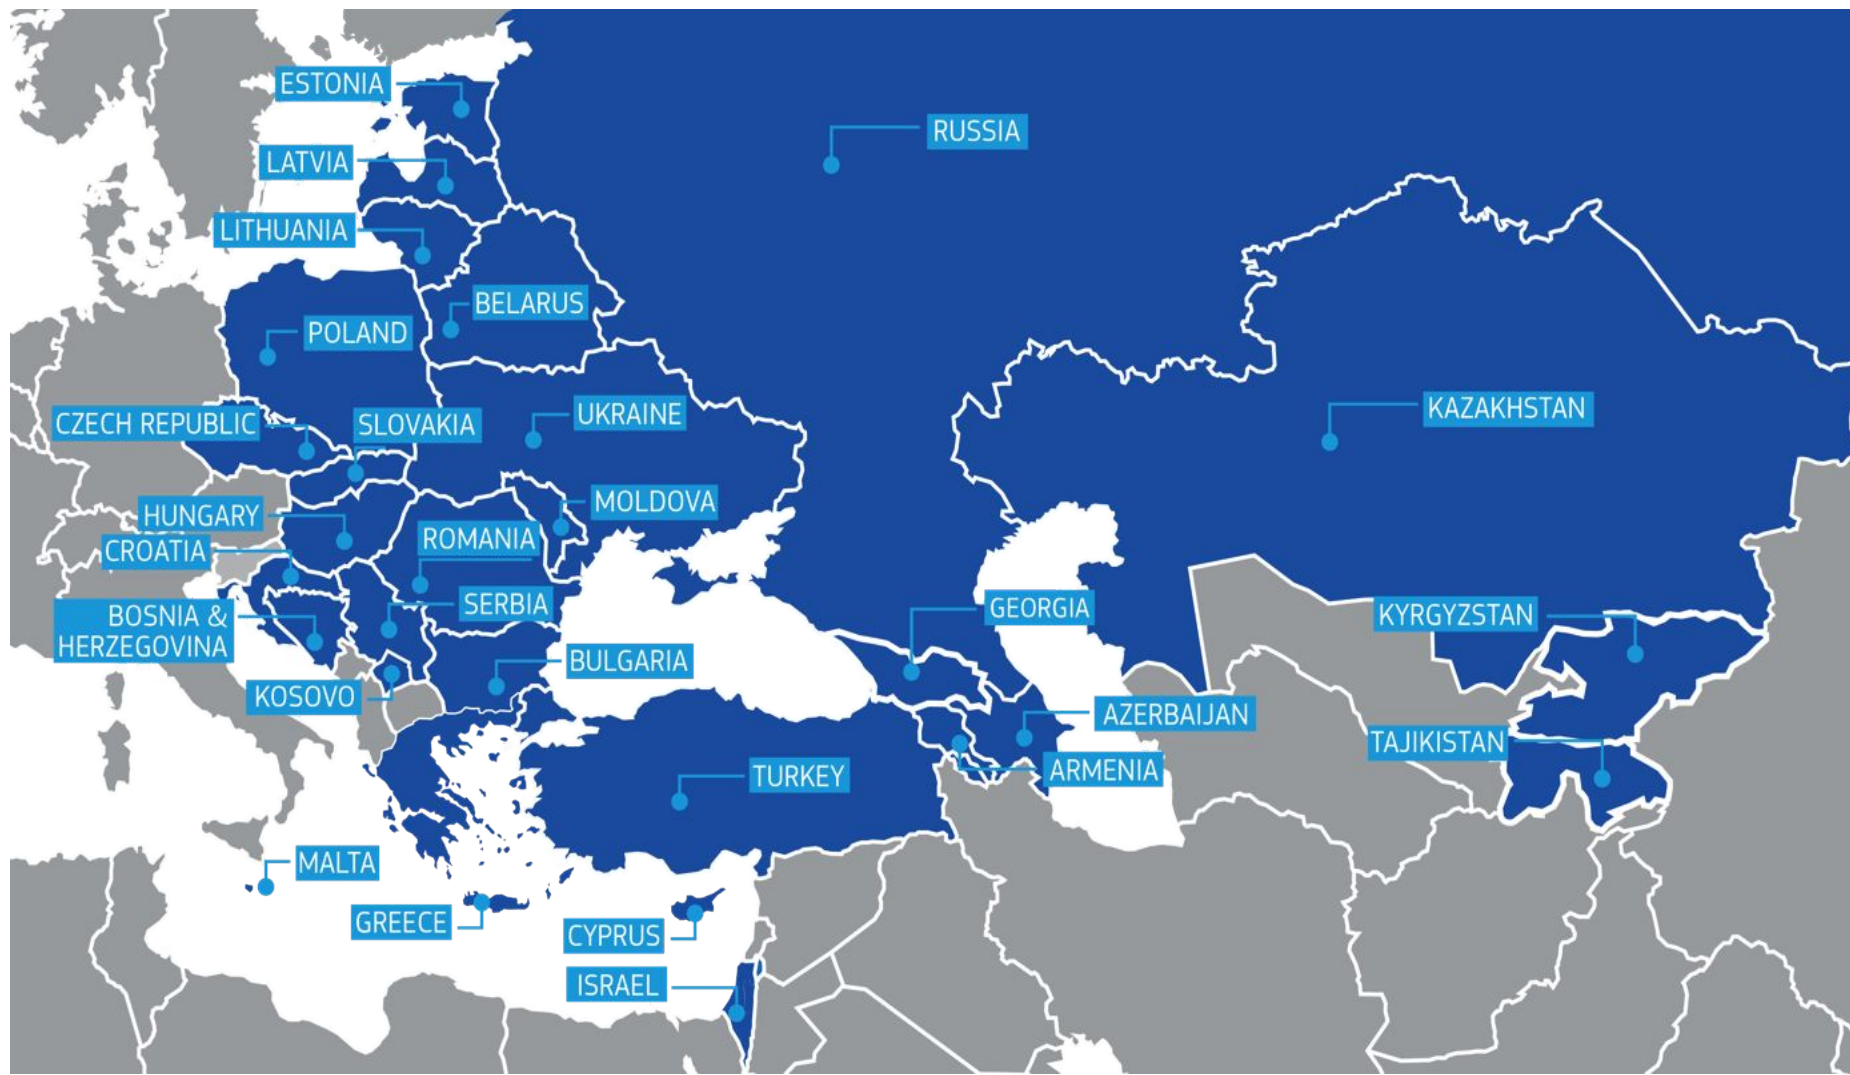 ESTONIA
RUSSIA
LATVIA
LITHUANIA
BELARUS
POLAND
KAZAKHSTAN
UKRAINE
SLOVAKIA
CZECH REPUBLIC
MOLDOVA
HUNGARY
ROMANIA
CROATIA
SERBIA
GEORGIA
KYRGYZSTAN
BOSNIA &
HERZEGOVINA
BULGARIA
KOSOVO
AZERBAIJAN
TAJIKISTAN
ARMENIA
TURKEY
MALTA
GREECE
CYPRUS
ISRAEL